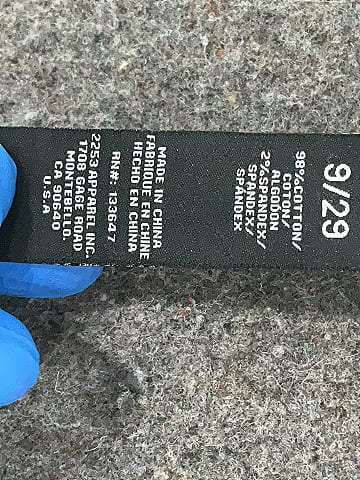 9/29
98%COTTON/
COTON/
ALGODON
2%SPANDEX/
SPANDEX/
SPANDEX
MADE IN CHINA
FABRIQUE EN CHINE
HECHO EN CHINA
RN#: 133647
2253 APPAREL INC.
1708 GAGE ROAD
MONTEBELLO.
CA 90640
U.S.A